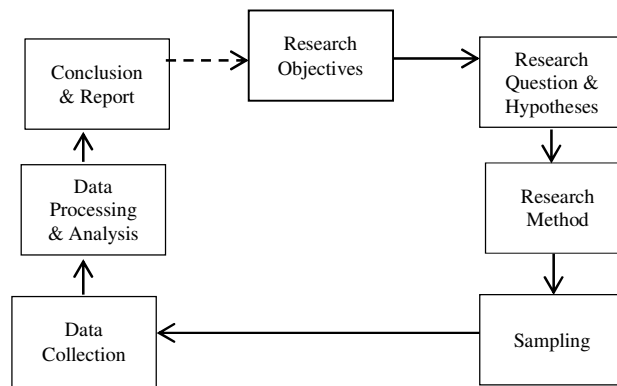 Research
Objectives
Research
Question &
Hypotheses
Research
Method
Sampling
Data
Collection
Data
Processing
& Analysis
Conclusion
& Report